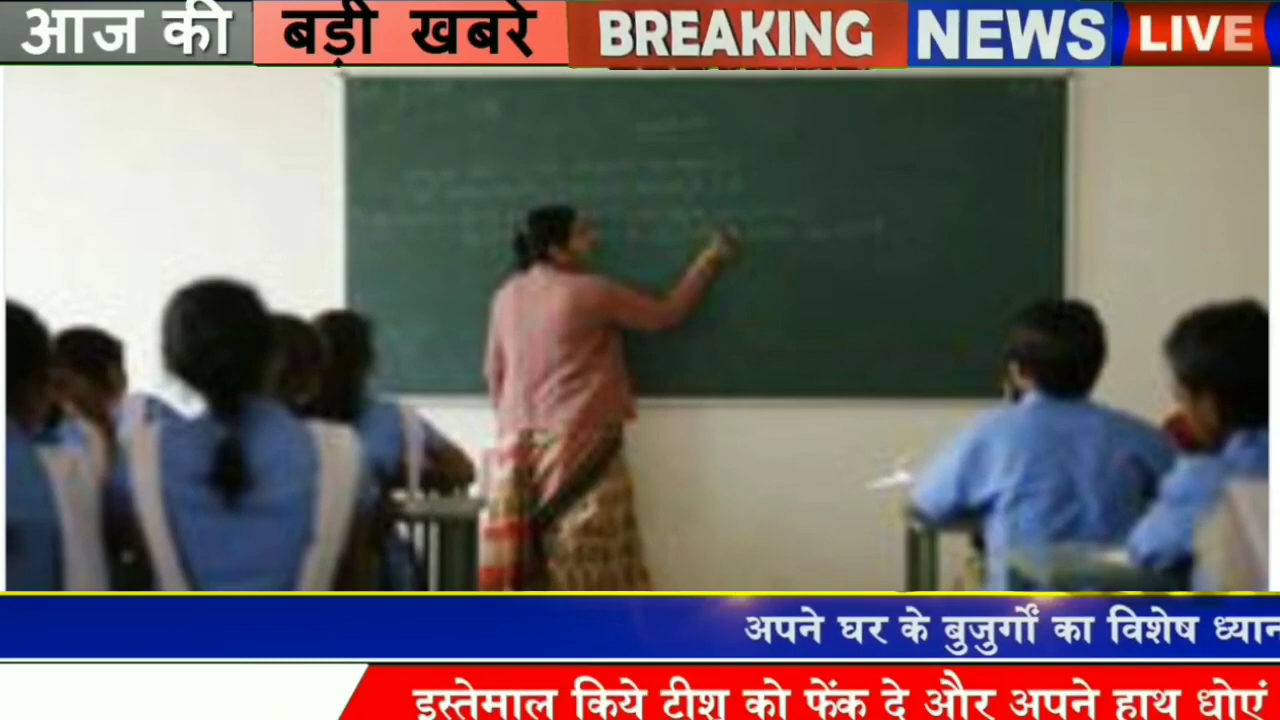 आज की बड़ी खबरे BREAKING NEWS LIVE
अपने घर के बुजुर्गों का विशेष ध्यान
इस्तेमाल किये टीशू को फेंक दे और अपने हाथ धोएं